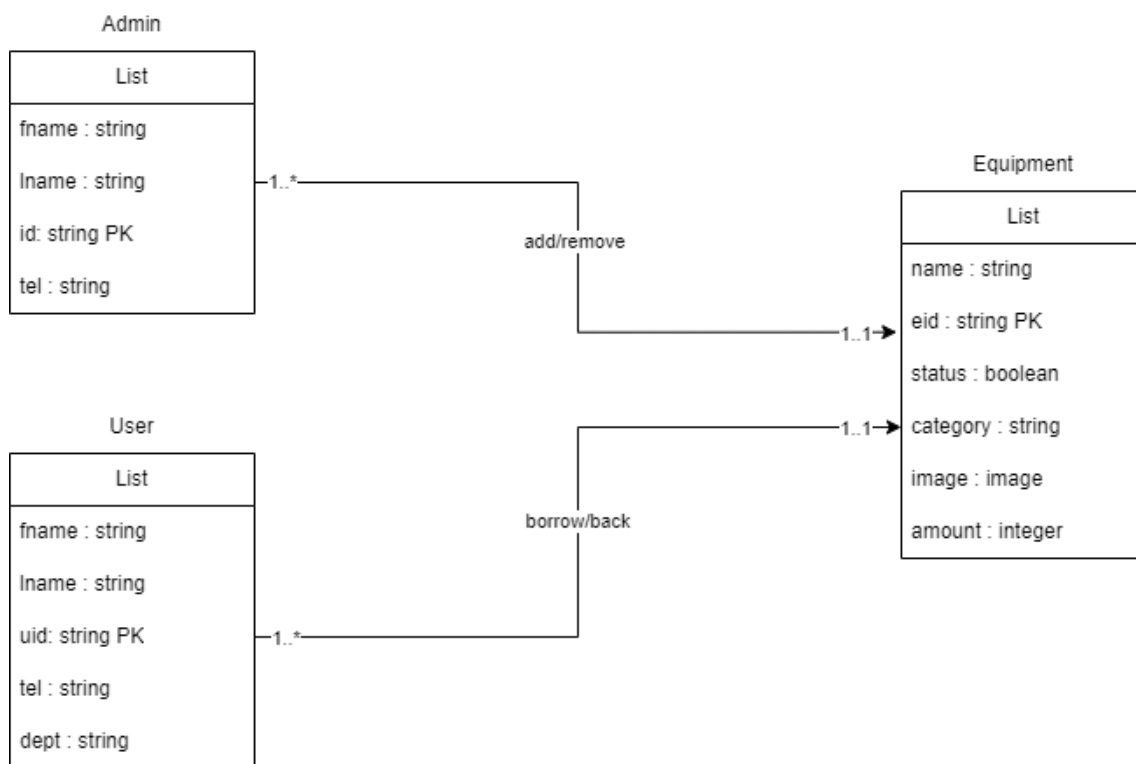 Admin
List
fname : string
lname : string
id: string PK
tel : string
1..*
add/remove
1..1
Equipment
List
name : string
eid : string PK
status : boolean
category : string
image : image
amount : integer
User
List
fname : string
lname : string
uid: string PK
tel : string
dept : string
1..*
borrow/back
1..1